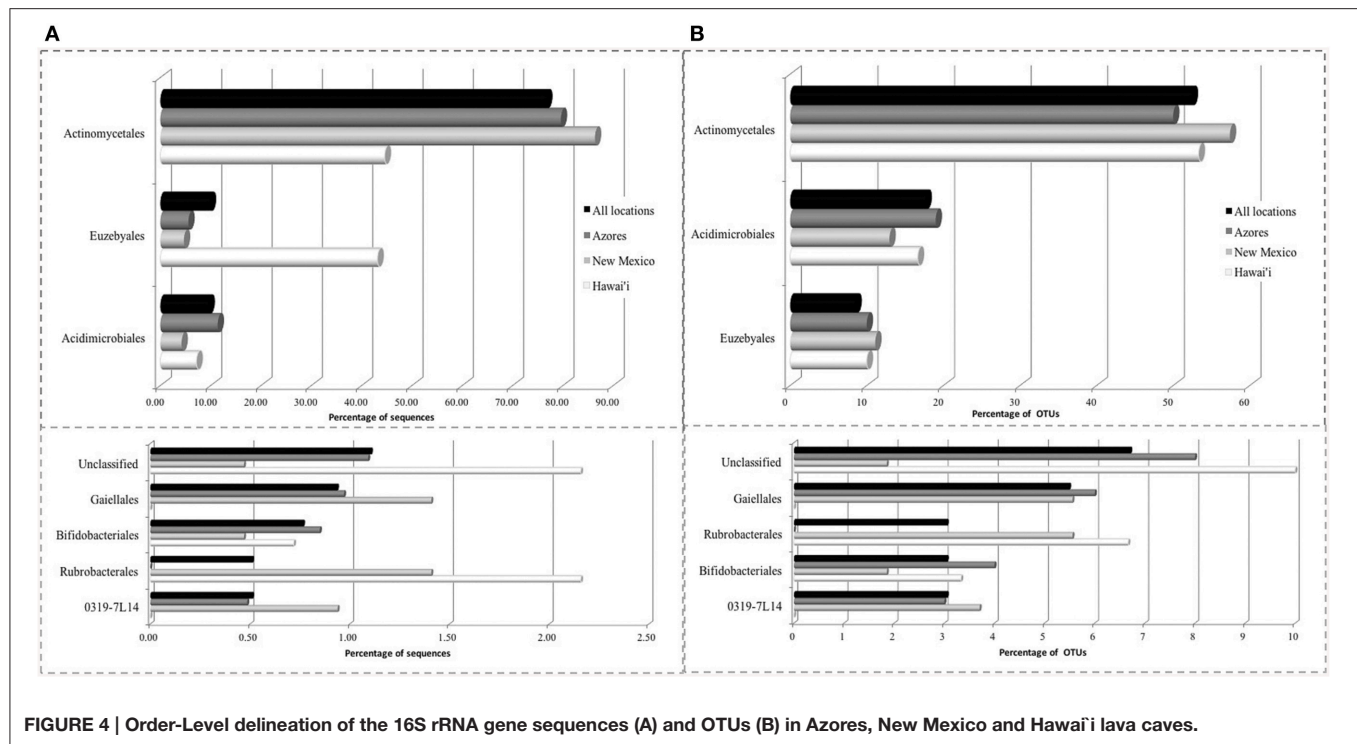 A
Actinomycetales
Euzebyales
Acidimicrobiales
All locations
Azores
New Mexico
Hawai'i
0.00 10.00 20.00 30.00 40.00 50.00 60.00 70.00 80.00 90.00
Percentage of sequences
Unclassified
Gaiellales
Bifidobacteriales
Rubrobacterales
0319-7L14
0.00 0.50 1.00 1.50 2.00 2.50
Percentage of sequences
B
Actinomycetales
Acidimicrobiales
Euzebyales
All locations
Azores
New Mexico
Hawai'i
0 10 20 30 40 50 60
Percentage of OTUs
Unclassified
Gaiellales
Rubrobacterales
Bifidobacteriales
0319-7L14
0 1 2 3 4 5 6 7 8 9 10
Percentage of OTUs
FIGURE 4 | Order-Level delineation of the 16S rRNA gene sequences (A) and OTUs (B) in Azores, New Mexico and Hawai`i lava caves.